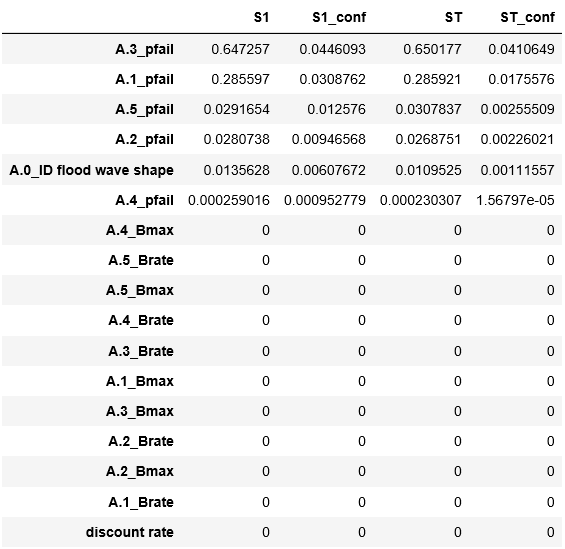 S1 S1_conf ST ST_conf
A.3_pfail 0.647257 0.0446093 0.650177 0.0410649
A.1_pfail 0.285597 0.0308762 0.285921 0.0175576
A.5_pfail 0.0291654 0.012576 0.0307837 0.00255509
A.2_pfail 0.0280738 0.00946568 0.0268751 0.00226021
A.0_ID flood wave shape 0.0135628 0.00607672 0.0109525 0.00111557
A.4_pfail 0.000259016 0.000952779 0.000230307 1.56797e-05
A.4_Bmax 0 0 0 0
A.5_Brate 0 0 0 0
A.5_Bmax 0 0 0 0
A.4_Brate 0 0 0 0
A.3_Brate 0 0 0 0
A.1_Bmax 0 0 0 0
A.3_Bmax 0 0 0 0
A.2_Brate 0 0 0 0
A.2_Bmax 0 0 0 0
A.1_Brate 0 0 0 0
discount rate 0 0 0 0